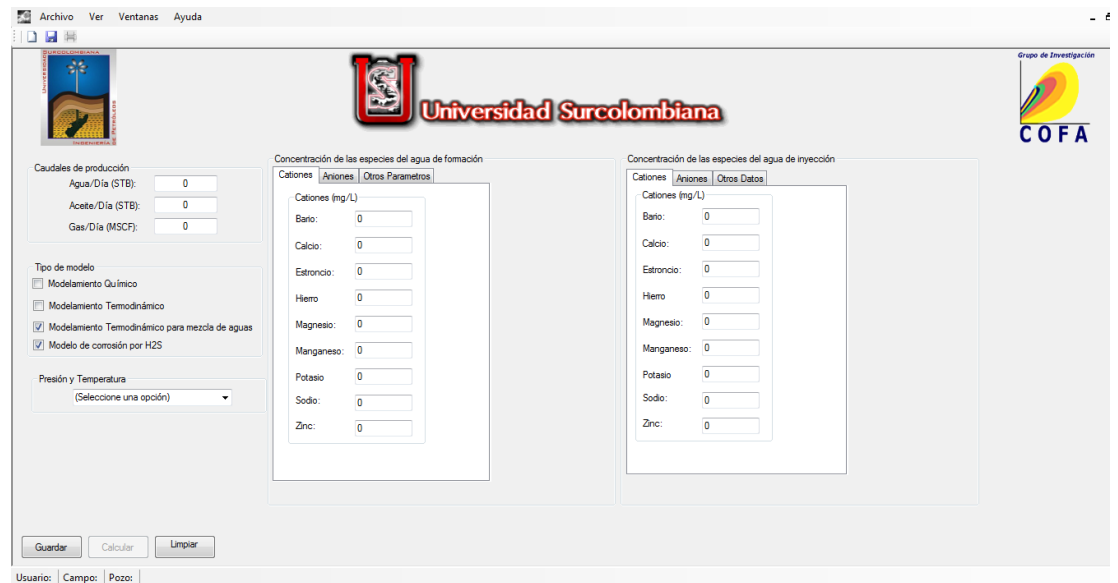 Archivo Ver Ventanas Ayuda
UNIVERSIDAD SURCOLOMBIANA
INGENIERÍA DE PETRÓLEOS
Universidad Surcolombiana
Grupo de Investigación
COFA
Caudales de producción
Agua/Día (STB): 0
Aceite/Día (STB): 0
Gas/Día (MSCF): 0
Tipo de modelo
Modelamiento Químico
Modelamiento Termodinámico
Modelamiento Termodinámico para mezcla de aguas
Modelo de corrosión por H2S
Presión y Temperatura
(Seleccione una opción)
Concentración de las especies del agua de formación
Cationes Aniones Otros Parametros
Cationes (mg/L)
Bario: 0
Calcio: 0
Estroncio: 0
Hierro 0
Magnesio: 0
Manganeso: 0
Potasio 0
Sodio: 0
Zinc: 0
Concentración de las especies del agua de inyección
Cationes Aniones Otros Datos
Cationes (mg/L)
Bario: 0
Calcio: 0
Estroncio: 0
Hierro 0
Magnesio: 0
Manganeso: 0
Potasio 0
Sodio: 0
Zinc: 0
Guardar Calcular Limpiar
Usuario: Campo: Pozo: